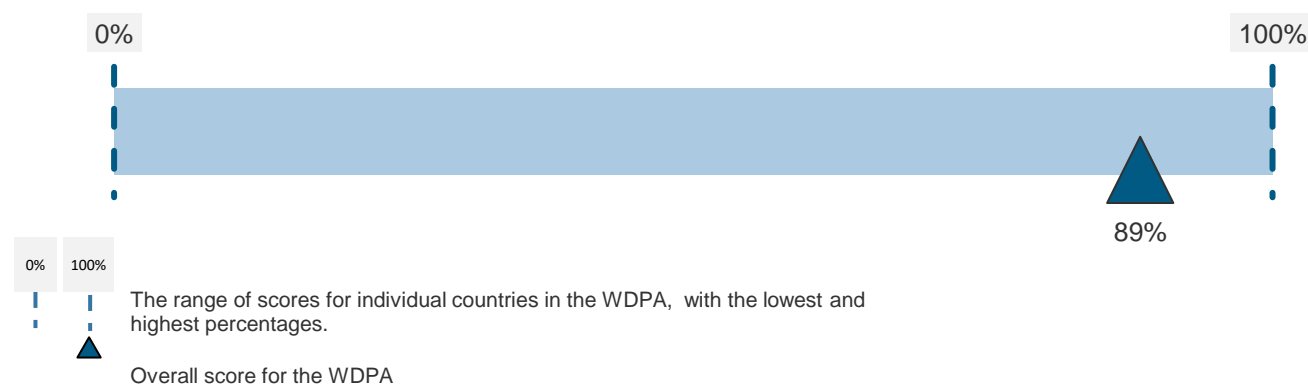 0%
100%
89%
0%
100%
The range of scores for individual countries in the WDPA, with the lowest and
highest percentages.
Overall score for the WDPA